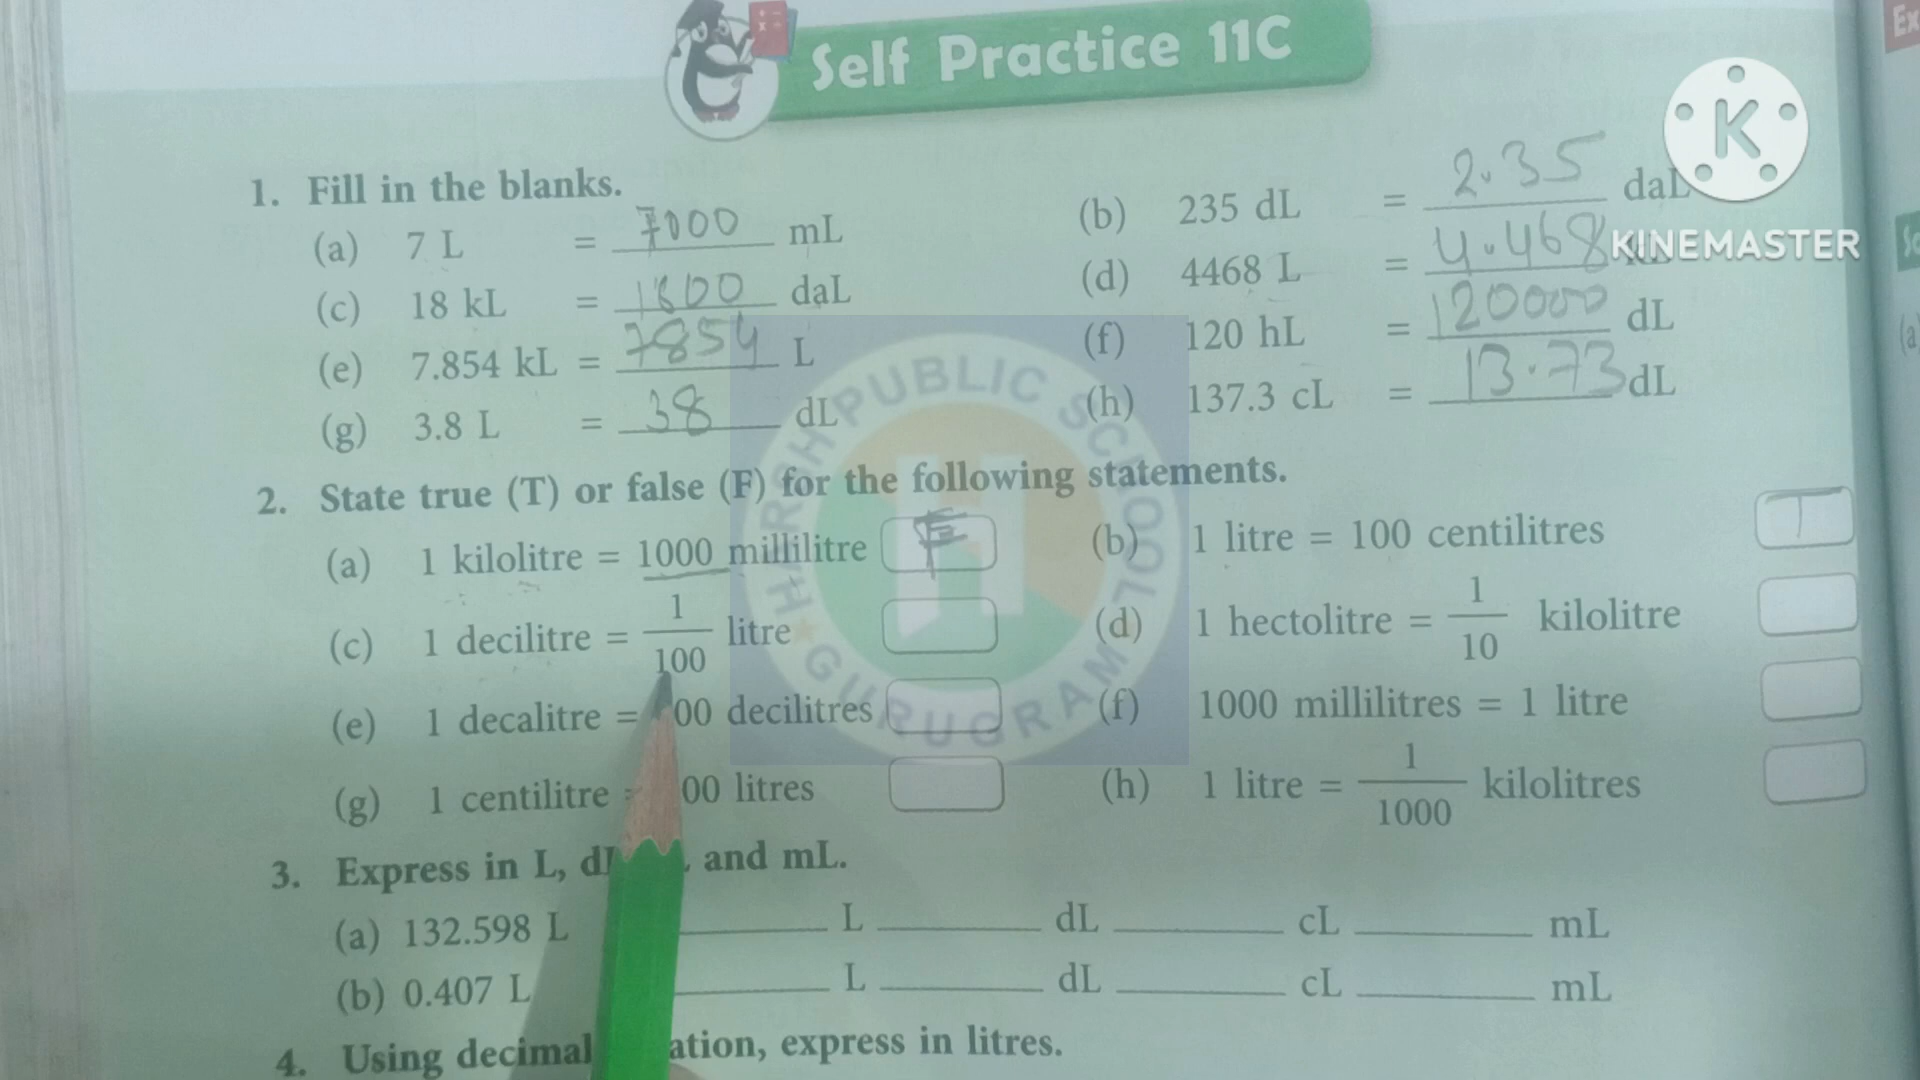 Self Practice 11C
1. Fill in the blanks.
(a) 7 L = 7000 mL
(b) 235 dL = 2.35 daL
(c) 18 kL = 1800 daL
(d) 4468 L = 4.468
(e) 7.854 kL = 7854 L
(f) 120 hL = 120000 dL
(g) 3.8 L = 38 dL
(h) 137.3 cL = 13.73 dL
2. State true (T) or false (F) for the following statements.
(a) 1 kilolitre = 1000 millilitre F
(b) 1 litre = 100 centilitres T
(c) 1 decilitre = 1/100 litre
(d) 1 hectolitre = 1/10 kilolitre
(e) 1 decalitre = 00 decilitres
(f) 1000 millilitres = 1 litre
(g) 1 centilitre 00 litres
(h) 1 litre = 1/1000 kilolitres
3. Express in L, and mL.
(a) 132.598 L L dL cL mL
(b) 0.407 L L dL cL mL
4. Using decimal express in litres.
KINEMASTER
HARSH PUBLIC SCHOOL
GURUGRAM